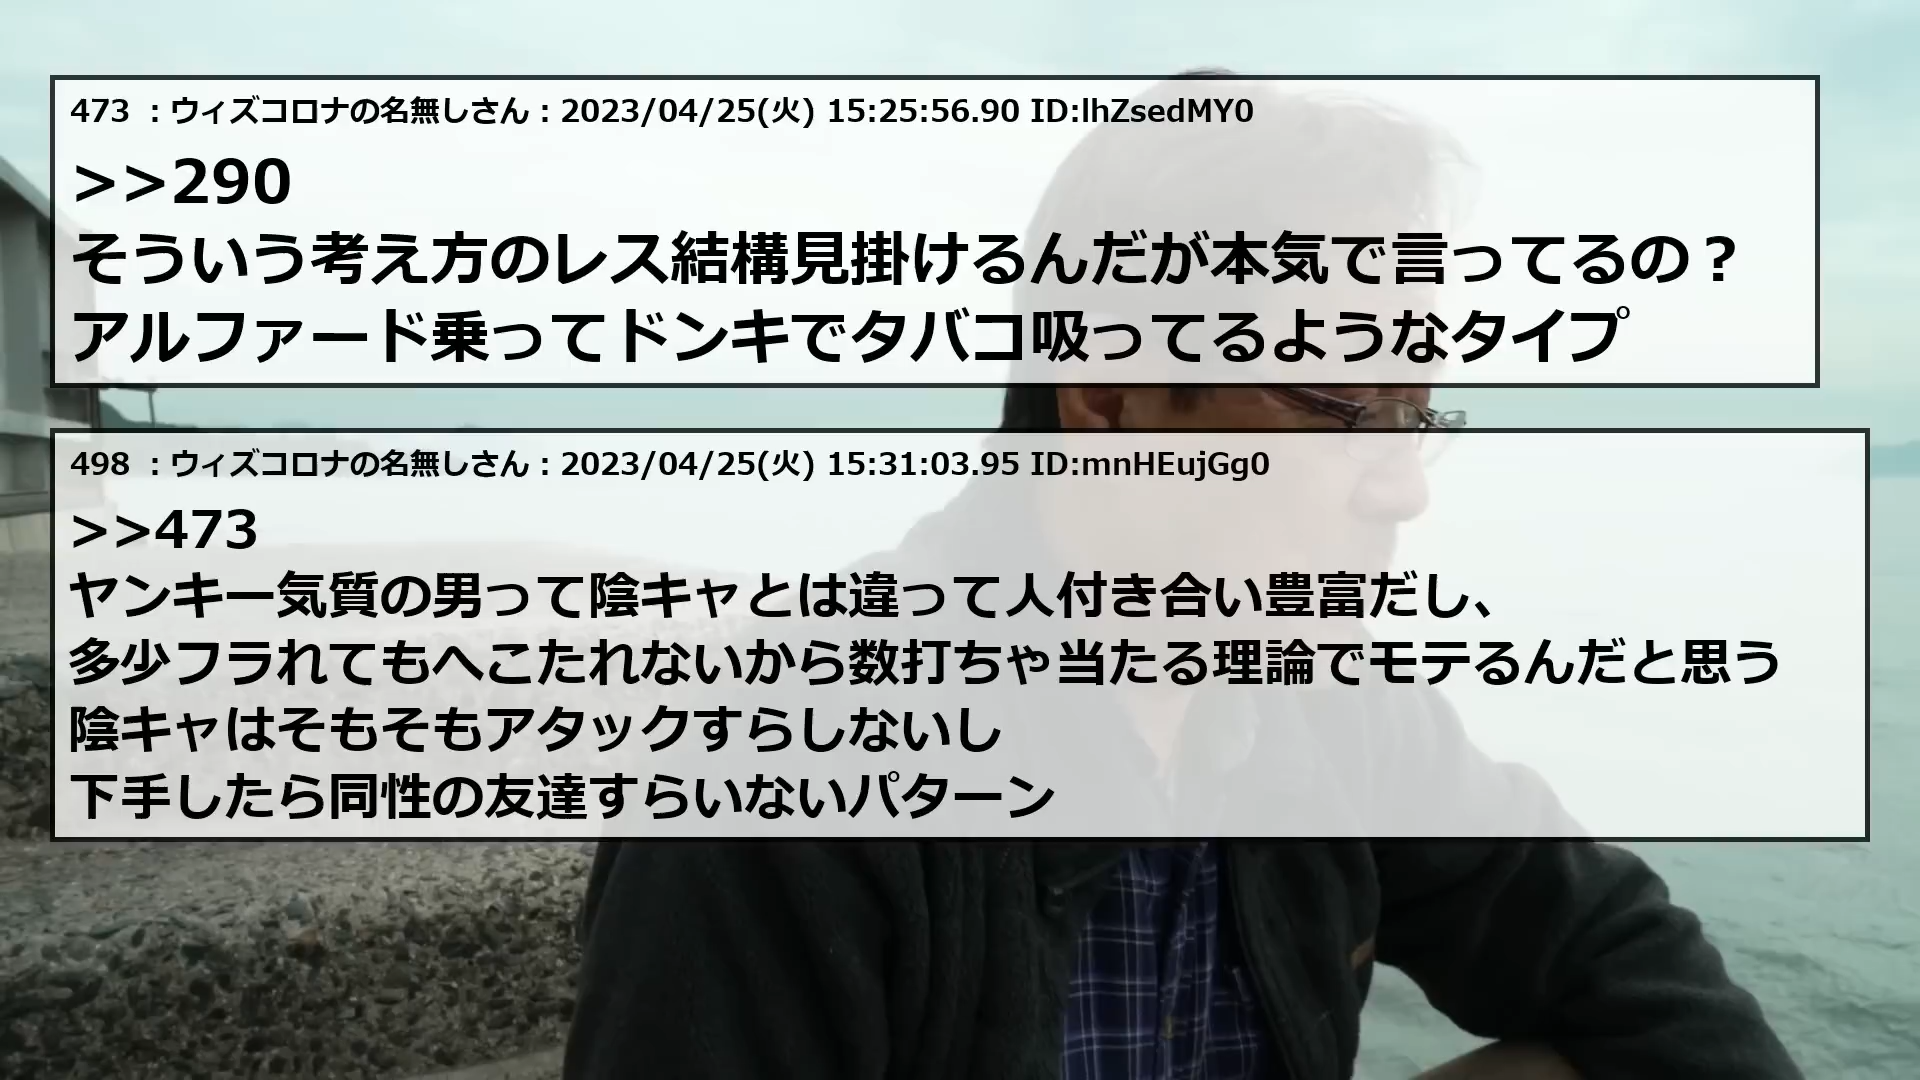 473 ：ウィズコロナの名無しさん：2023/04/25(火) 15:25:56.90 ID:lhZsedMY0
>>290
そういう考え方のレス結構見掛けるんだが本気で言ってるの？
アルファード乗ってドンキでタバコ吸ってるようなタイプ
498 ：ウィズコロナの名無しさん：2023/04/25(火) 15:31:03.95 ID:mnHEujGg0
>>473
ヤンキー気質の男って陰キャとは違って人付き合い豊富だし、
多少フラれてもへこたれないから数打ちゃ当たる理論でモテるんだと思う
陰キャはそもそもアタックすらしないし
下手したら同性の友達すらいないパターン